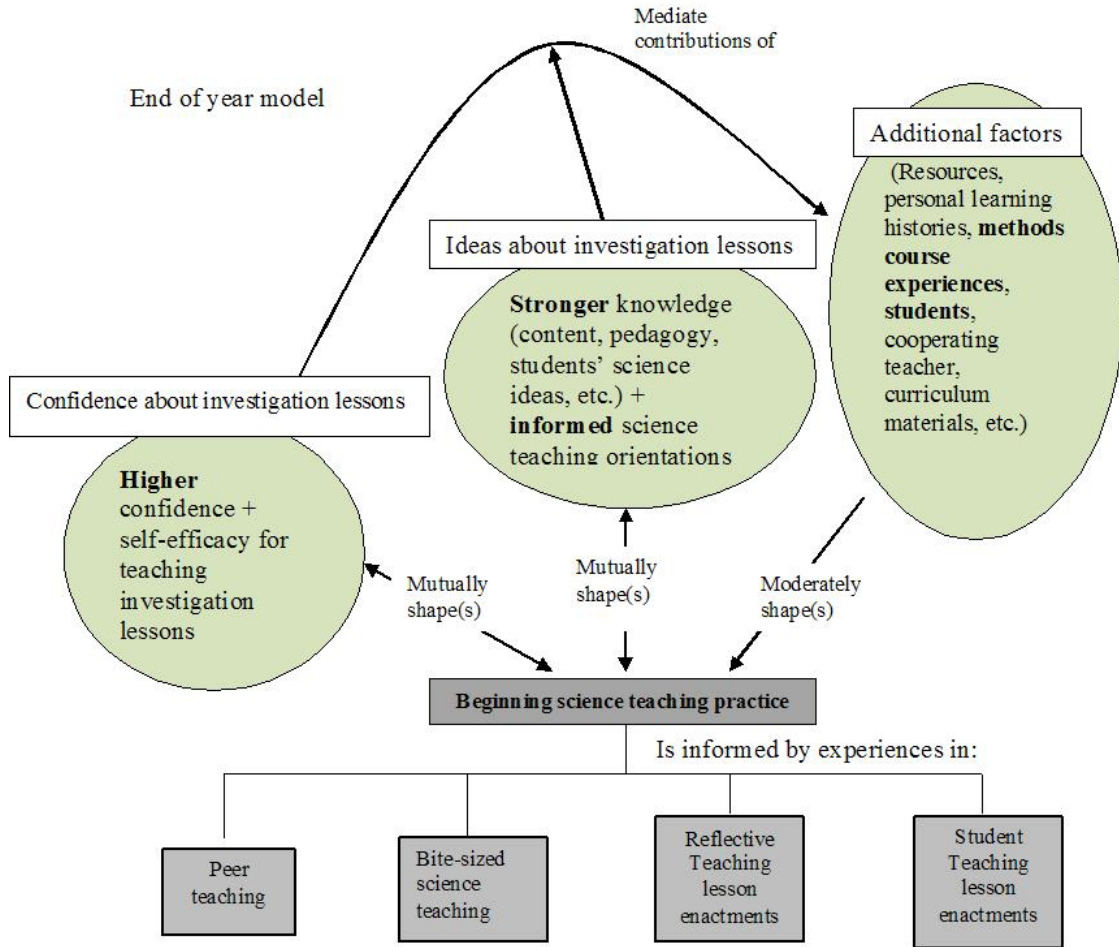 Mediate
contributions of
End of year model
Additional factors
(Resources,
personal learning
histories, methods
course
experiences,
students,
cooperating
teacher,
curriculum
materials, etc.)
Ideas about investigation lessons
Stronger knowledge
(content, pedagogy,
students’ science
ideas, etc.) +
informed science
teaching orientations
Confidence about investigation lessons
Higher
confidence +
self-efficacy for
teaching
investigation
lessons
Mutually
shape(s)
Mutually
shape(s)
Moderately
shape(s)
Beginning science teaching practice
Is informed by experiences in:
Peer
teaching
Bite-sized
science
teaching
Reflective
Teaching
lesson
enactments
Student
Teaching
lesson
enactments